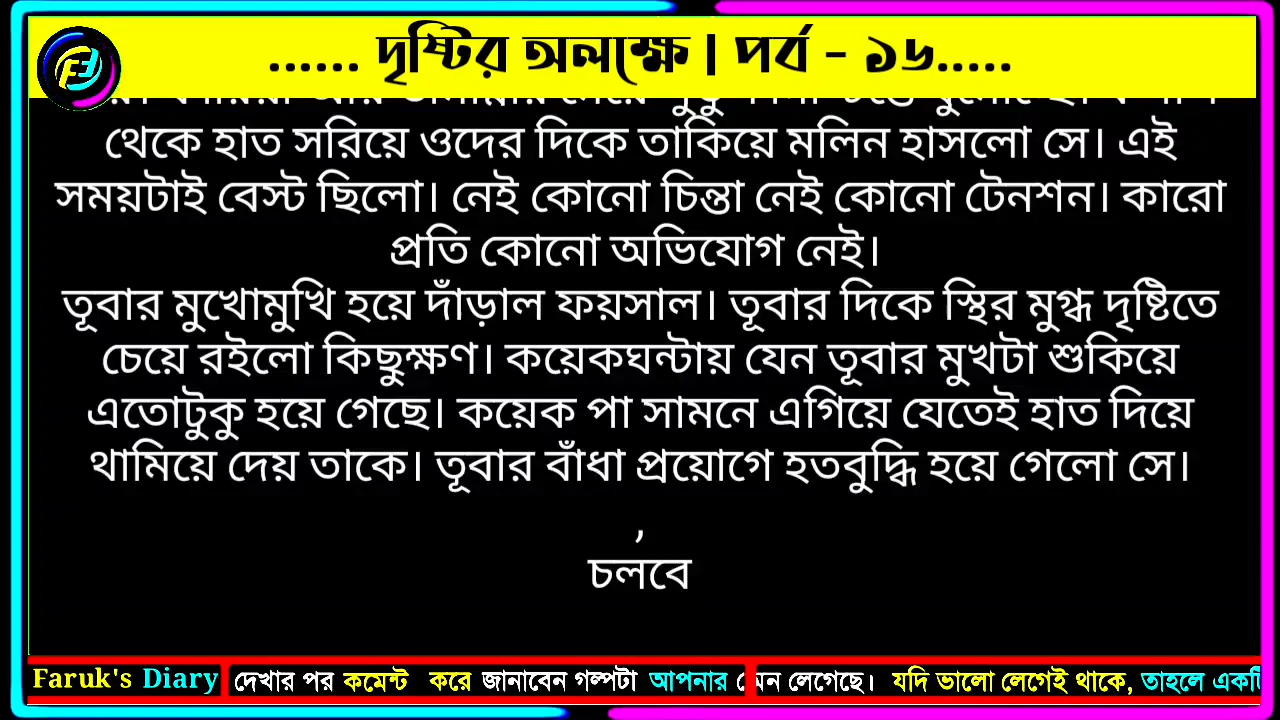 ...... দৃষ্টির অলক্ষে | পর্ব - ১৬.....
থেকে হাত সরিয়ে ওদের দিকে তাকিয়ে মলিন হাসলো সে। এই
সময়টাই বেস্ট ছিলো। নেই কোনো চিন্তা নেই কোনো টেনশন। কারো
প্রতি কোনো অভিযোগ নেই।
তূবার মুখোমুখি হয়ে দাঁড়াল ফয়সাল। তূবার দিকে স্থির মুগ্ধ দৃষ্টিতে
চেয়ে রইলো কিছুক্ষণ। কয়েকঘন্টায় যেন তূবার মুখটা শুকিয়ে
এতোটুকু হয়ে গেছে। কয়েক পা সামনে এগিয়ে যেতেই হাত দিয়ে
থামিয়ে দেয় তাকে। তূবার বাঁধা প্রয়োগে হতবুদ্ধি হয়ে গেলো সে।
,
চলবে
Faruk's Diary দেখার পর কমেন্ট করে জানাবেন গল্পটা আপনার লেগেছে। যদি ভালো লেগেই থাকে, তাহলে